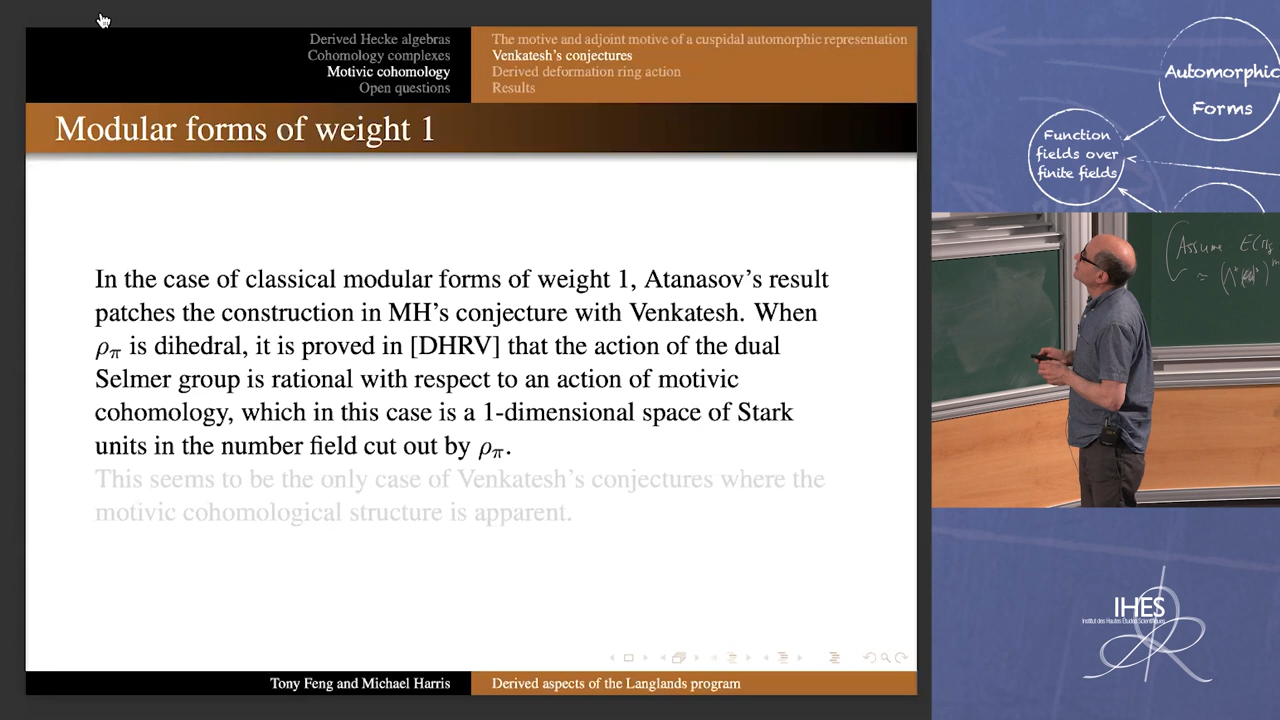 Derived Hecke algebras
Cohomology complexes
Motivic cohomology
Open questions
The motive and adjoint motive of a cuspidal automorphic representation
Venkatesh's conjectures
Derived deformation ring action
Results
Modular forms of weight 1
In the case of classical modular forms of weight 1, Atanasov's result
patches the construction in MH's conjecture with Venkatesh. When
ρπ is dihedral, it is proved in [DHRV] that the action of the dual
Selmer group is rational with respect to an action of motivic
cohomology, which in this case is a 1-dimensional space of Stark
units in the number field cut out by ρπ.
This seems to be the only case of Venkatesh's conjectures where the
motivic cohomological structure is apparent.
Tony Feng and Michael Harris
Derived aspects of the Langlands program
Automorphic
Forms
Function
fields over
finite fields
Assume
IHES
Institut des Hautes Études Scientifiques